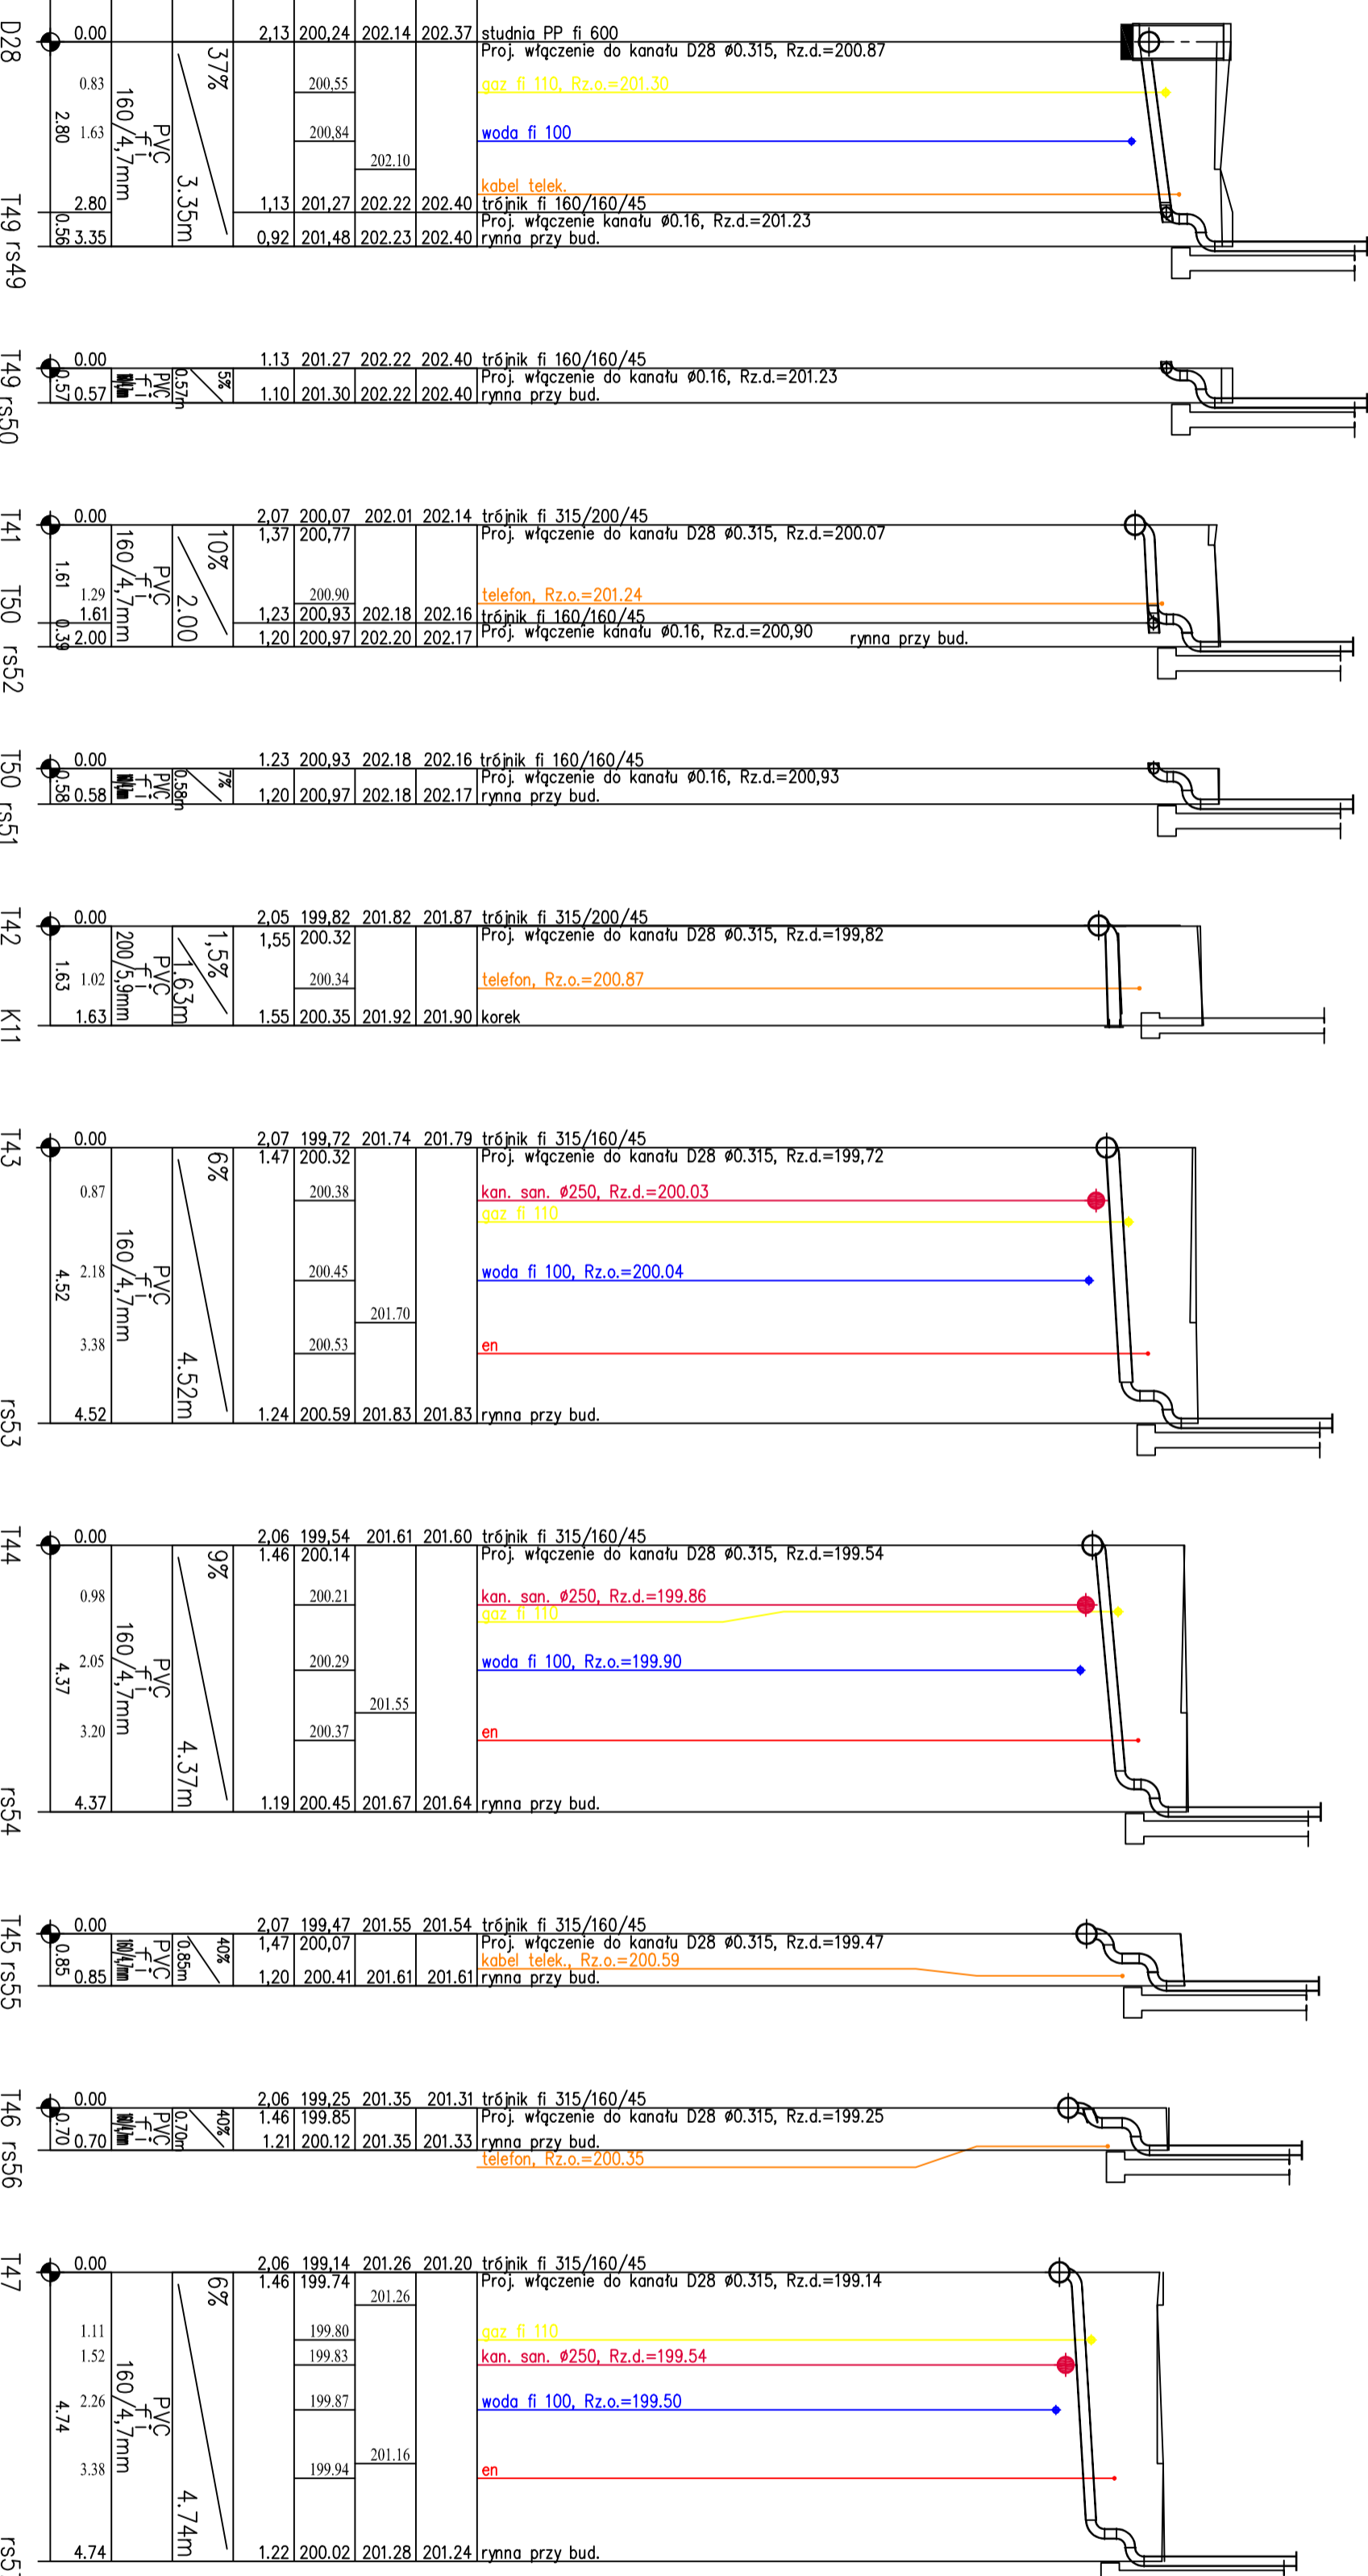 D28
0.00
2,13 200,24 202.14 202.37 studnia PP fi 600
Proj. włączenie do kanału D28 ø0.315, Rz.d.=200.87
37%
0.83
200,55
gaz fi 110, Rz.o.=201.30
2.80
1.63
160/4,7mm
PVC
fi
200,84
woda fi 100
202.10
3.35m
kabel telek.
T49
2.80
1,13 201,27 202.22 202.40 trójnik fi 160/160/45
Proj. włączenie kanału ø0.16, Rz.d.=201.23
0.56
3.35
0,92 201,48 202.23 202.40 rynna przy bud.
rs49
T49
0.00
1.13 201.27 202.22 202.40 trójnik fi 160/160/45
Proj. włączenie do kanału ø0.16, Rz.d.=201.23
5%
0.57m
PVC
fi
0.57
0.57
1.10 201.30 202.22 202.40 rynna przy bud.
rs50
T41
0.00
2,07 200,07 202.01 202.14 trójnik fi 315/200/45
1,37 200,77
Proj. włączenie do kanału D28 ø0.315, Rz.d.=200.07
10%
160/4,7mm
PVC
fi
2.00
1.61
1.29
200.90
telefon, Rz.o.=201.24
T50
1.61
1,23 200,93 202.18 202.16 trójnik fi 160/160/45
Proj. włączenie kanału ø0.16, Rz.d.=200,90
0.39
2.00
1,20 200,97 202.20 202.17
rynna przy bud.
rs52
T50
0.00
1.23 200,93 202.18 202.16 trójnik fi 160/160/45
Proj. włączenie do kanału ø0.16, Rz.d.=200,93
7%
0.58m
PVC
fi
0.58
0.58
1,20 200,97 202.18 202.17 rynna przy bud.
rs51
T42
0.00
2,05 199,82 201.82 201.87 trójnik fi 315/200/45
1,55 200.32
Proj. włączenie do kanału D28 ø0.315, Rz.d.=199,82
1,5%
1.63m
PVC
fi
200/5,9mm
1.63
1.02
200.34
telefon, Rz.o.=200.87
K11
1.63
1.55 200.35 201.92 201.90 korek
T43
0.00
2,07 199,72 201.74 201.79 trójnik fi 315/160/45
1.47 200.32
Proj. włączenie do kanału D28 ø0.315, Rz.d.=199,72
6%
0.87
200.38
kan. san. ø250, Rz.d.=200.03
gaz fi 110
160/4,7mm
PVC
fi
4.52
2.18
200.45
woda fi 100, Rz.o.=200.04
201.70
3.38
200.53
en
4.52m
4.52
1.24 200.59 201.83 201.83 rynna przy bud.
rs53
T44
0.00
2,06 199,54 201.61 201.60 trójnik fi 315/160/45
1.46 200.14
Proj. włączenie do kanału D28 ø0.315, Rz.d.=199.54
9%
0.98
200.21
kan. san. ø250, Rz.d.=199.86
gaz fi 110
160/4,7mm
PVC
fi
4.37
2.05
200.29
woda fi 100, Rz.o.=199.90
201.55
3.20
200.37
en
4.37m
4.37
1.19 200.45 201.67 201.64 rynna przy bud.
rs54
T45
0.00
2,07 199,47 201.55 201.54 trójnik fi 315/160/45
1,47 200,07
Proj. włączenie do kanału D28 ø0.315, Rz.d.=199.47
40%
0.85m
PVC
fi
160/4,7mm
kabel telek., Rz.o.=200.59
0.85
0.85
1,20 200.41 201.61 201.61 rynna przy bud.
rs55
T46
0.00
2,06 199,25 201.35 201.31 trójnik fi 315/160/45
1.46 199.85
Proj. włączenie do kanału D28 ø0.315, Rz.d.=199.25
40%
0.70m
PVC
fi
0.70
0.70
1.21 200.12 201.35 201.33 rynna przy bud.
telefon, Rz.o.=200.35
rs56
T47
0.00
2,06 199,14 201.26 201.20 trójnik fi 315/160/45
1.46 199.74
Proj. włączenie do kanału D28 ø0.315, Rz.d.=199.14
201.26
6%
1.11
199.80
gaz fi 110
1.52
199.83
kan. san. ø250, Rz.d.=199.54
160/4,7mm
PVC
fi
4.74
2.26
199.87
woda fi 100, Rz.o.=199.50
201.16
3.38
199.94
en
4.74m
4.74
1.22 200.02 201.28 201.24 rynna przy bud.